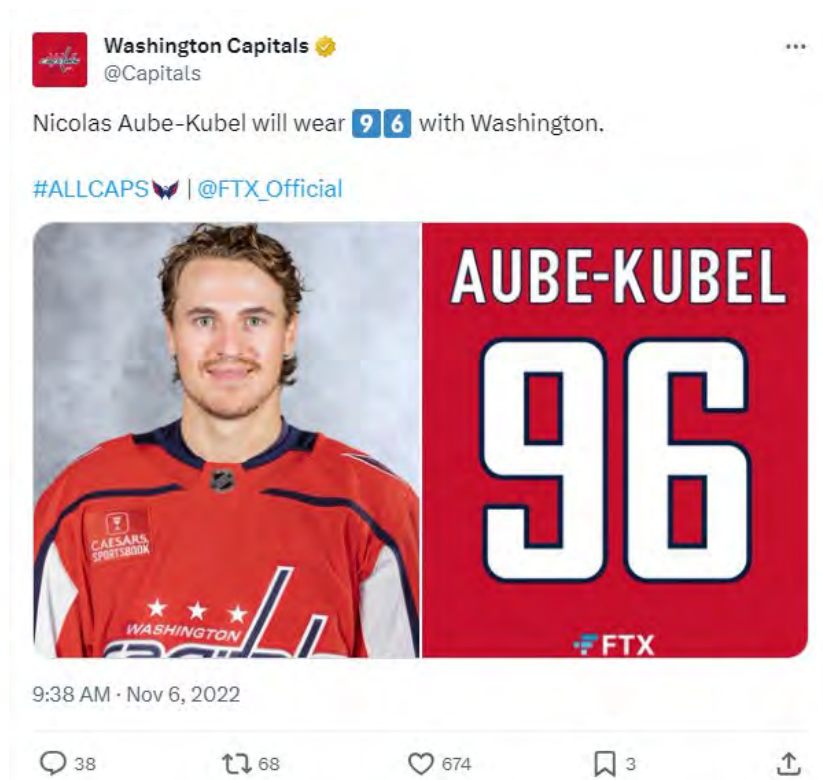 Washington Capitals
@Capitals
Nicolas Aube-Kubel will wear 9️⃣6️⃣ with Washington.
#ALLCAPS | @FTX_Official
AUBE-KUBEL
96
CAESARS
SPORTSBOOK
WASHINGTON
capitals
FTX
9:38 AM · Nov 6, 2022
38 68 674 3